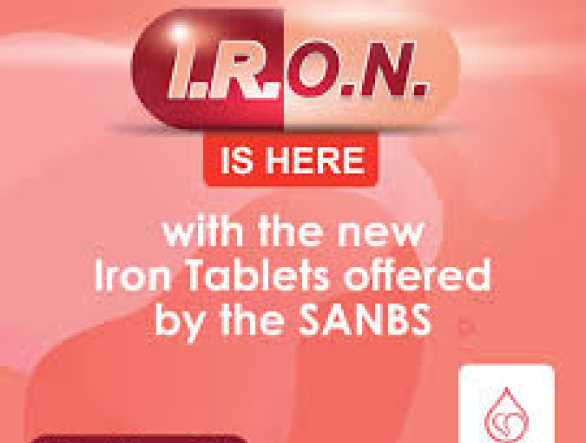 I.R.O.N.
IS HERE
with the new
Iron Tablets offered
by the SANBS